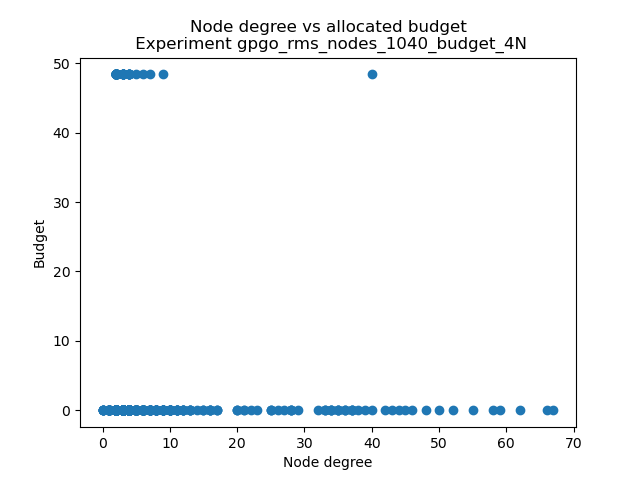 Node degree vs allocated budget
Experiment gpgo_rms_nodes_1040_budget_4N
50
40
30
20
10
0
Budget
0 10 20 30 40 50 60 70
Node degree